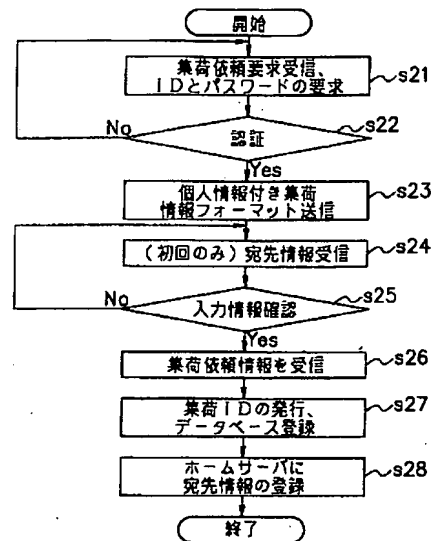 開始
集荷依頼要求受信、
IDとパスワードの要求
s21
No
認証
s22
Yes
個人情報付き集荷
情報フォーマット送信
s23
(初回のみ)宛先情報受信
s24
No
入力情報確認
s25
Yes
集荷依頼情報を受信
s26
集荷IDの発行、
データベース登録
s27
ホームサーバに
宛先情報の登録
s28
終了